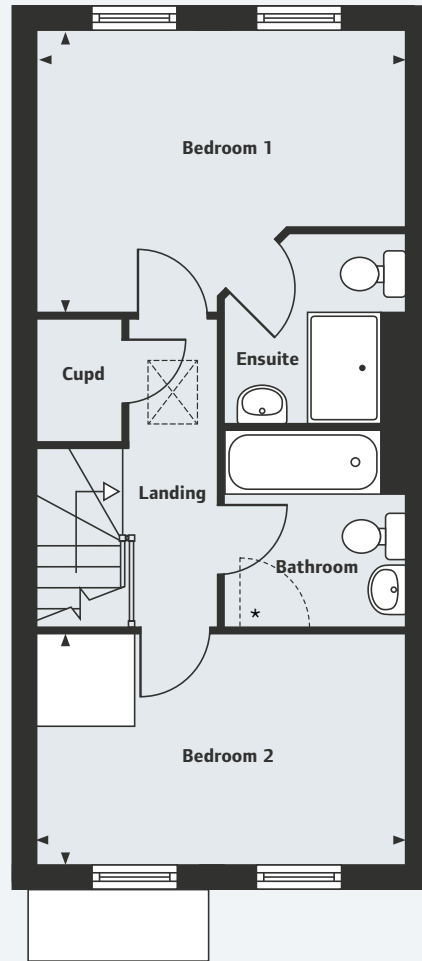 Bedroom 1
Ensuite
Cupd
Landing
Bathroom
*
Bedroom 2